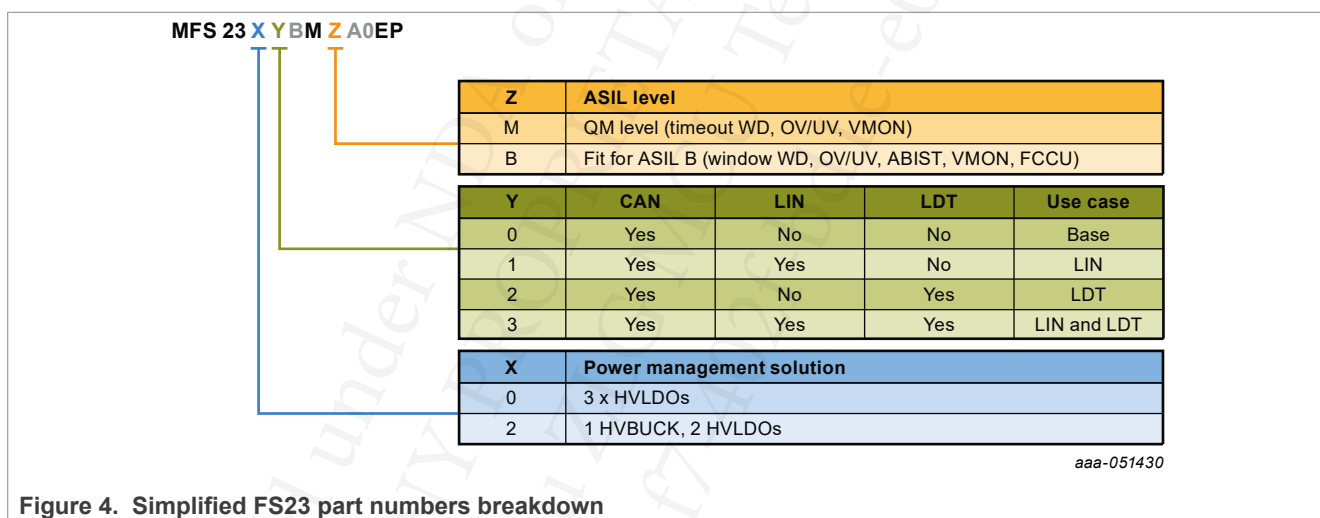 MFS 23 X Y BM Z A0EP
Z ASIL level
M QM level (timeout WD, OV/UV, VMON)
B Fit for ASIL B (window WD, OV/UV, ABIST, VMON, FCCU)
Y CAN LIN LDT Use case
0 Yes No No Base
1 Yes Yes No LIN
2 Yes No Yes LDT
3 Yes Yes Yes LIN and LDT
X Power management solution
0 3 x HVLDOs
2 1 HVBUCK, 2 HVLDOs
aaa-051430
Figure 4. Simplified FS23 part numbers breakdown